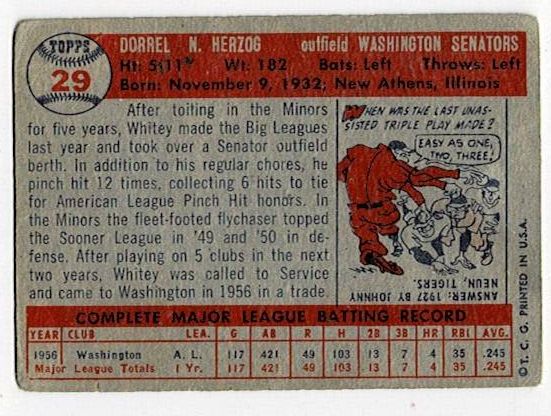 TOPPS
29
DORREL N. HERZOG outfield WASHINGTON SENATORS
Ht: 5'11" Wt: 182 Bats: Left Throws: Left
Born: November 9, 1932; New Athens, Illinois
After toiling in the Minors
for five years, Whitey made the Big Leagues
last year and took over a Senator outfield
berth. In addition to his regular chores, he
pinch hit 12 times, collecting 6 hits to tie
for American League Pinch Hit honors. In
the Minors the fleet-footed flychaser topped
the Sooner League in '49 and '50 in de-
fense. After playing on 5 clubs in the next
two years, Whitey was called to Service
and came to Washington in 1956 in a trade.
WHEN WAS THE LAST UNAS-
SISTED TRIPLE PLAY MADE?
EASY AS ONE,
TWO, THREE!
ANSWER: 1927 BY JOHNNY
NEUN, TIGERS.
COMPLETE MAJOR LEAGUE BATTING RECORD
YEAR CLUB LEA. G AB R H 2B 3B HR RBI AVG.
1956 Washington A. L. 117 421 49 103 13 7 4 35 .245
Major League Totals 1 Yr. 117 421 49 103 13 7 4 35 .245
© T. C. G. PRINTED IN U.S.A.